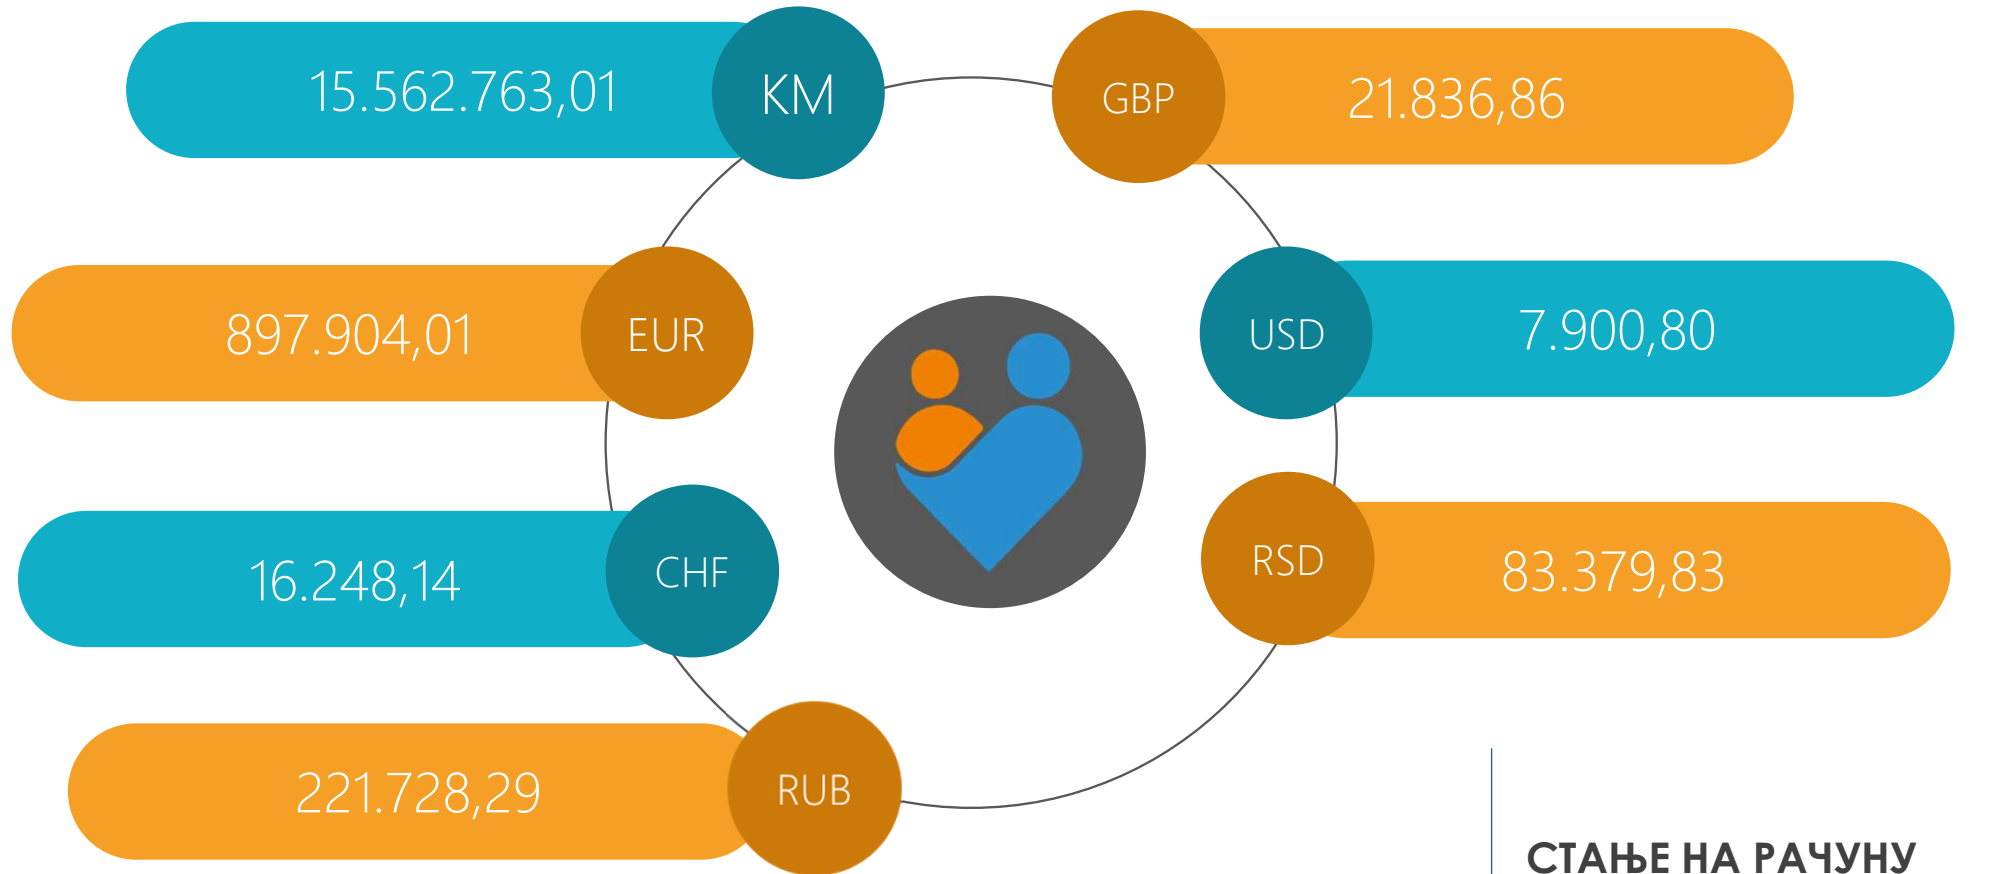 15.562.763,01
KM
GBP
21.836,86
897.904,01
EUR
USD
7.900,80
16.248,14
CHF
RSD
83.379,83
221.728,29
RUB
СТАЊЕ НА РАЧУНУ